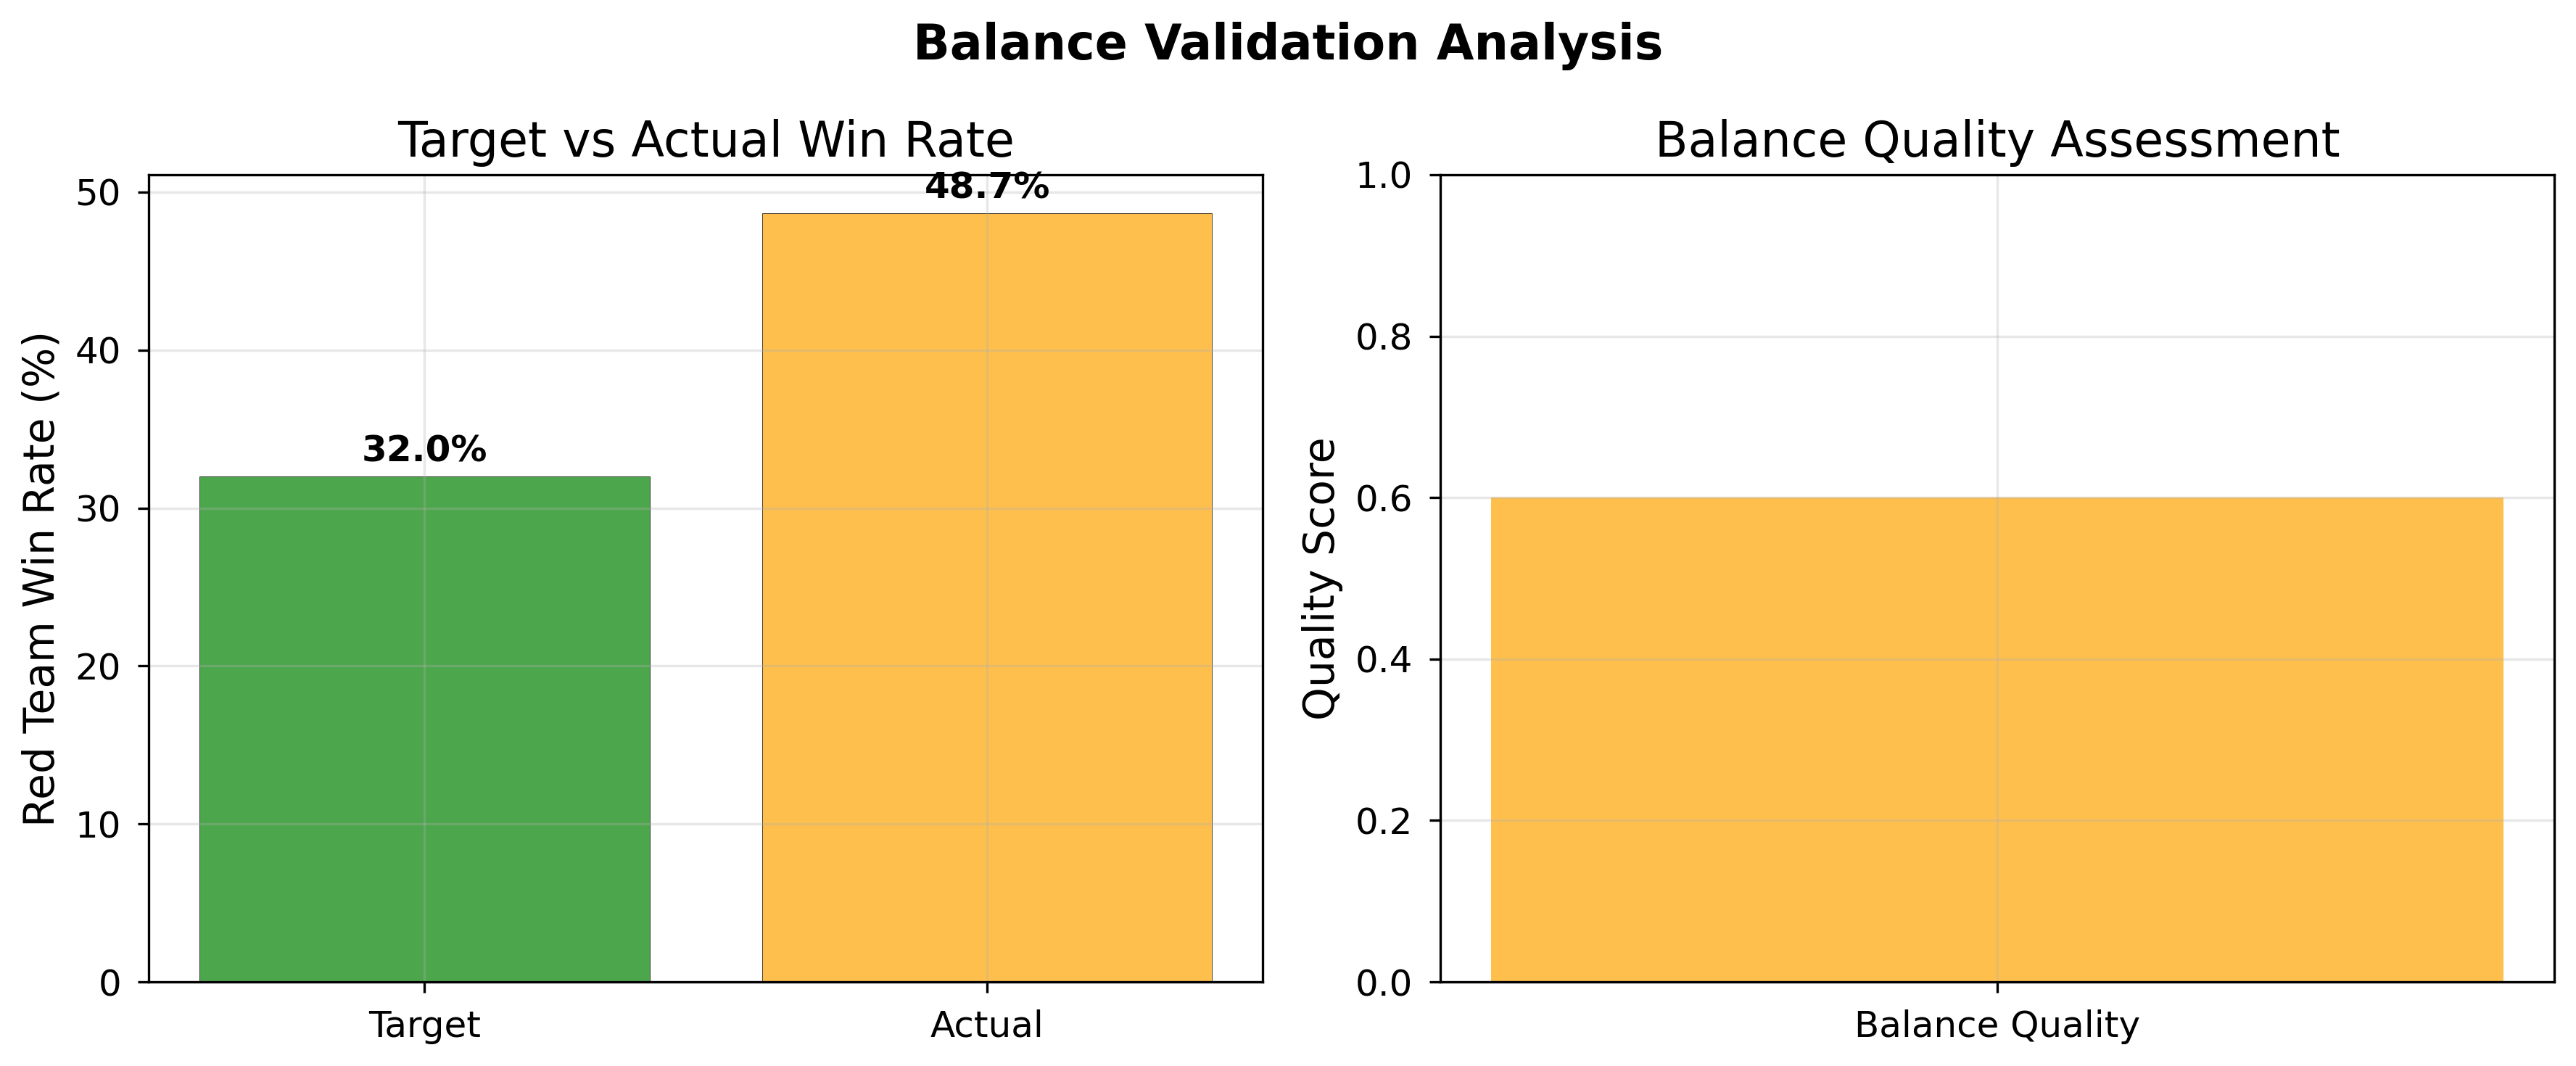 Balance Validation Analysis
Target vs Actual Win Rate
Red Team Win Rate (%)
50
40
30
20
10
0
32.0%
48.7%
Target
Actual
Balance Quality Assessment
Quality Score
1.0
0.8
0.6
0.4
0.2
0.0
Balance Quality